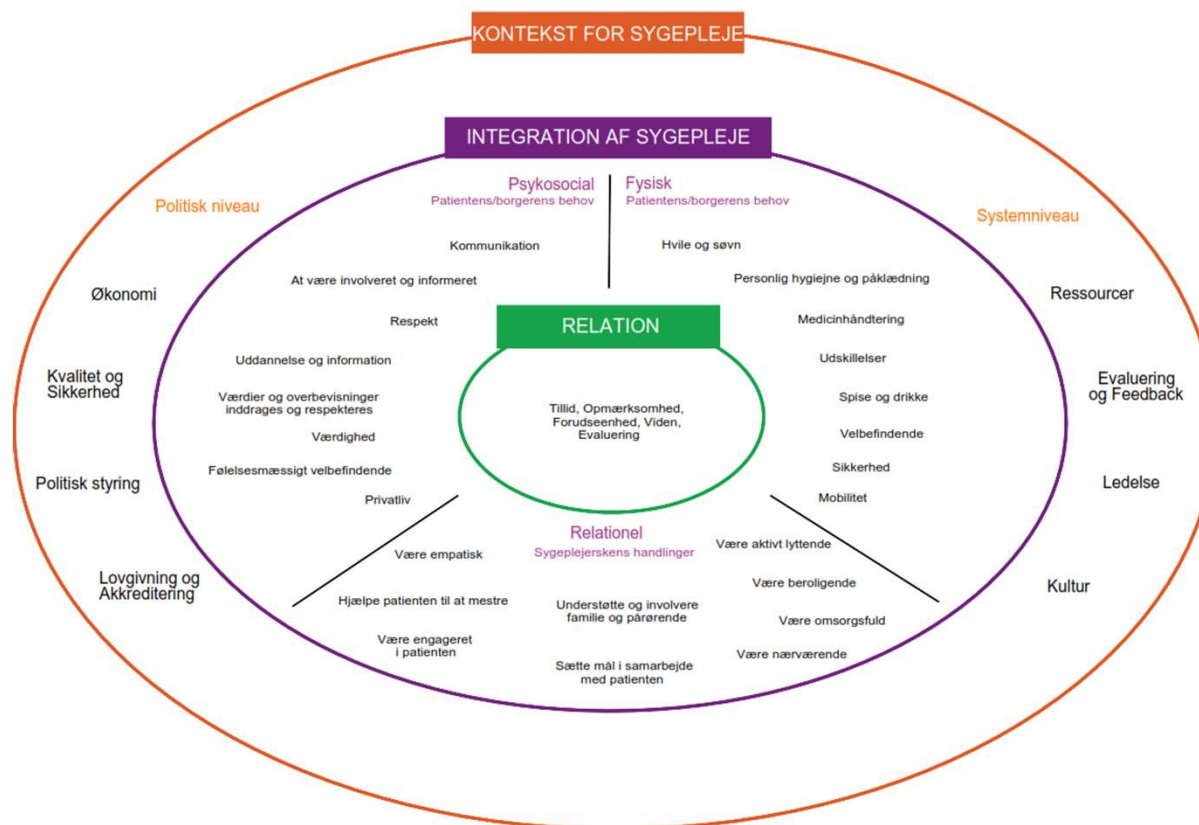 KONTEKST FOR SYGEPLEJE
INTEGRATION AF SYGEPLEJE
Psykosocial
Patientens/borgerens behov
Fysisk
Patientens/borgerens behov
Politisk niveau
Økonomi
Kvalitet og
Sikkerhed
Politisk styring
Lovgivning og
Akkreditering
Systemniveau
Ressourcer
Evaluering
og Feedback
Ledelse
Kultur
Kommunikation
At være involveret og informeret
Respekt
Uddannelse og information
Værdier og overbevisninger
inddrages og respekteres
Værdighed
Følelsesmæssigt velbefindende
Privatliv
Hvile og søvn
Personlig hygiejne og påklædning
Medicinhåndtering
Udskillelser
Spise og drikke
Velbefindende
Sikkerhed
Mobilitet
RELATION
Tillid, Opmærksomhed,
Forudseenhed, Viden,
Evaluering
Relationel
Sygeplejerskens handlinger
Være empatisk
Hjælpe patienten til at mestre
Være engageret
i patienten
Understøtte og involvere
familie og pårørende
Sætte mål i samarbejde
med patienten
Være aktivt lyttende
Være beroligende
Være omsorgsfuld
Være nærværende